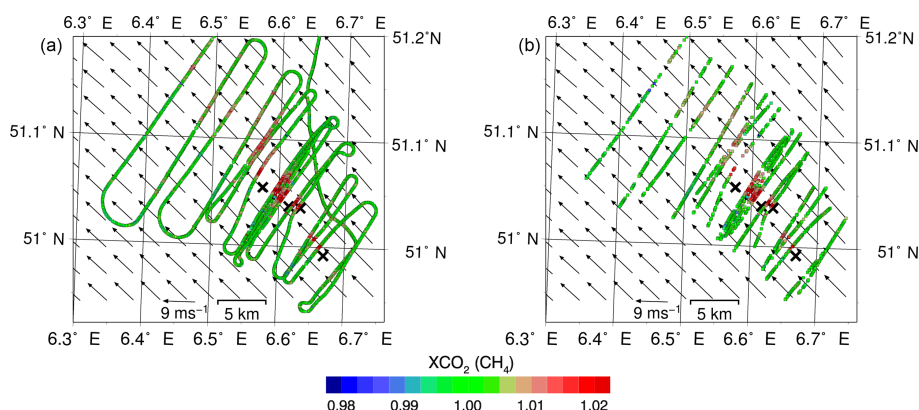 6.3° E 6.4° E 6.5° E 6.6° E 6.7° E
6.3° E 6.4° E 6.5° E 6.6° E 6.7° E
(a)
(b)
51.2°N
51.2°N
51.1° N
51.1° N
51.1° N
51.1° N
51° N
51° N
51° N
51° N
9 ms⁻¹
5 km
9 ms⁻¹
5 km
6.3° E 6.4° E 6.5° E 6.6° E 6.7° E
6.3° E 6.4° E 6.5° E 6.6° E 6.7° E
XCO₂ (CH₄)
0.98 0.99 1.00 1.01 1.02